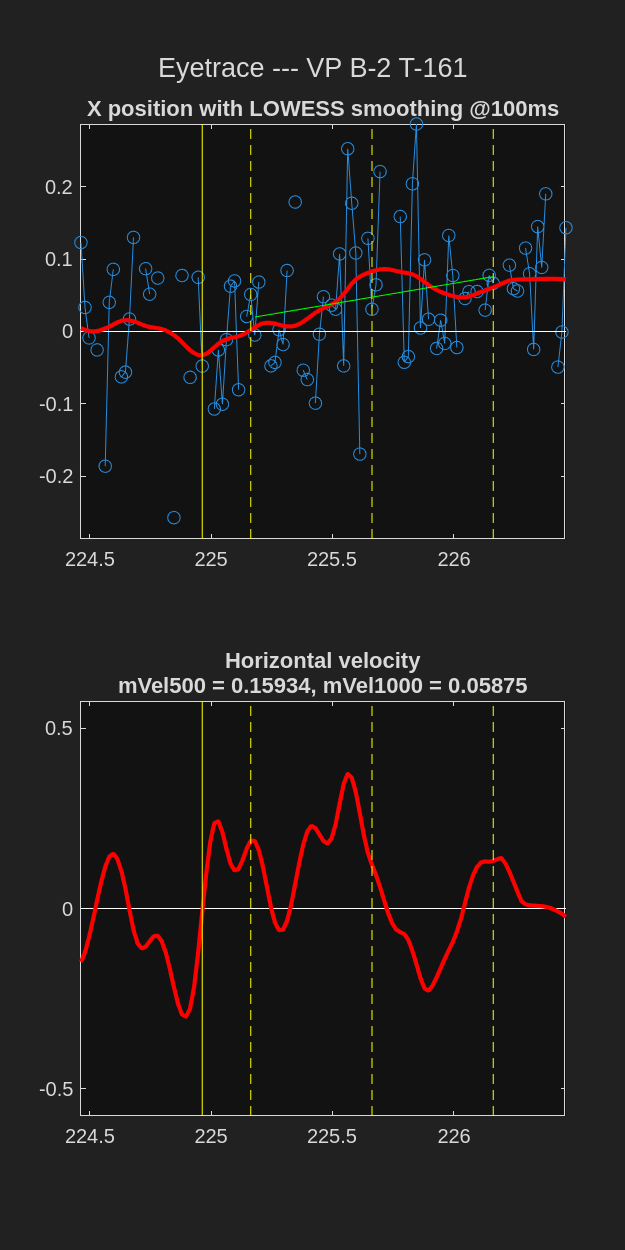 Eyetrace --- VP B-2 T-161
X position with LOWESS smoothing @100ms
0.2
0.1
0
-0.1
-0.2
224.5 225 225.5 226
Horizontal velocity
mVel500 = 0.15934, mVel1000 = 0.05875
0.5
0
-0.5
224.5 225 225.5 226